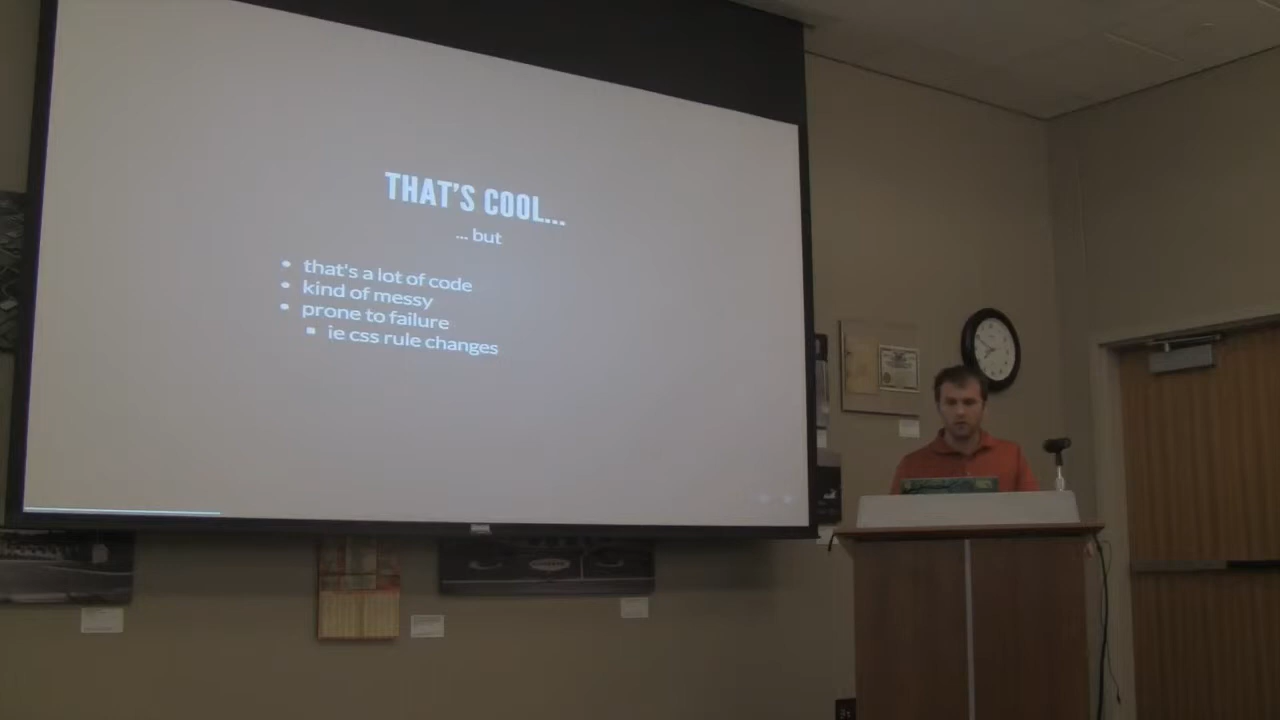 THAT'S COOL...
... but
• that's a lot of code
• kind of messy
• prone to failure
▪ ie css rule changes